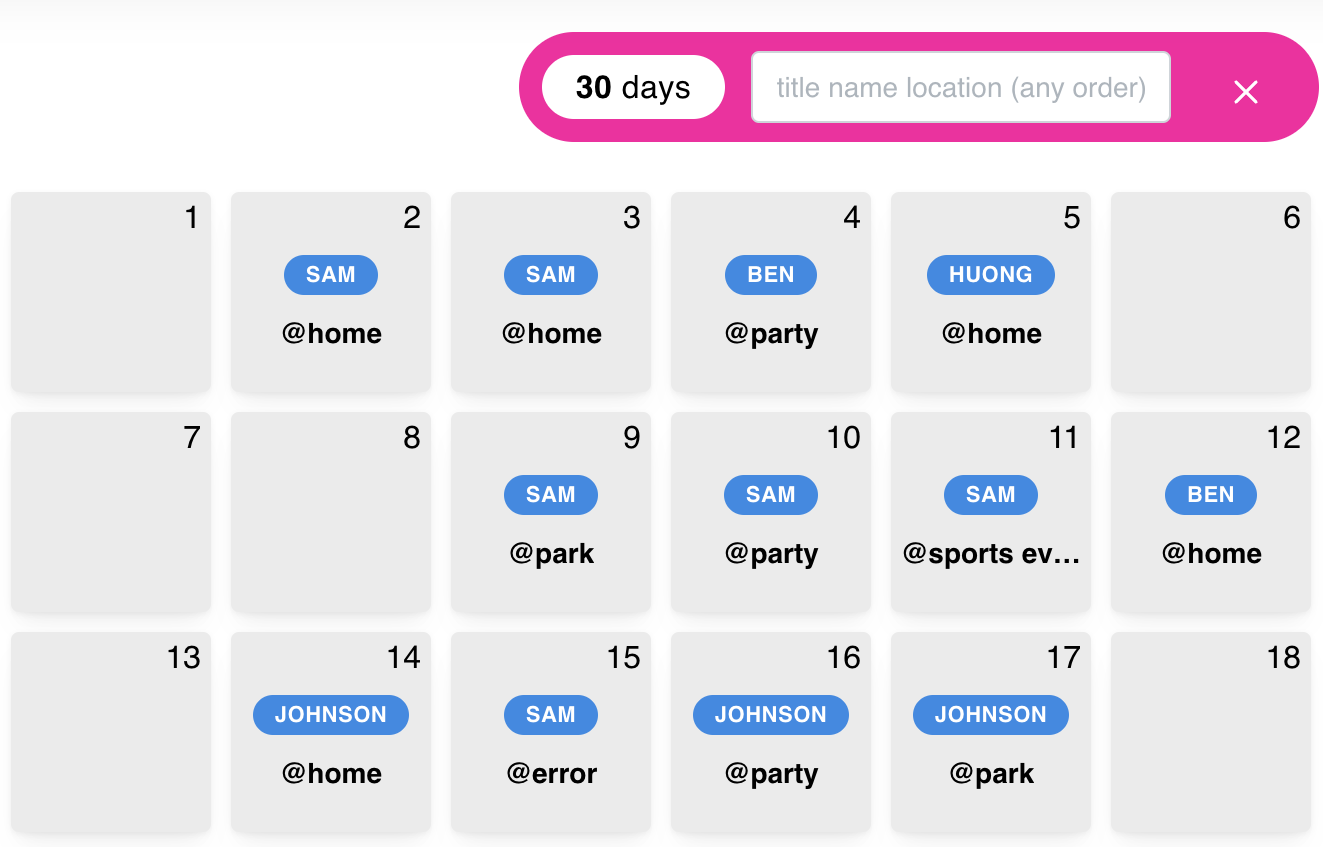 30 days
title name location (any order)
1
2
SAM
@home
3
SAM
@home
4
BEN
@party
5
HUONG
@home
6
7
8
9
SAM
@park
10
SAM
@party
11
SAM
@sports ev...
12
BEN
@home
13
14
JOHNSON
@home
15
SAM
@error
16
JOHNSON
@party
17
JOHNSON
@park
18